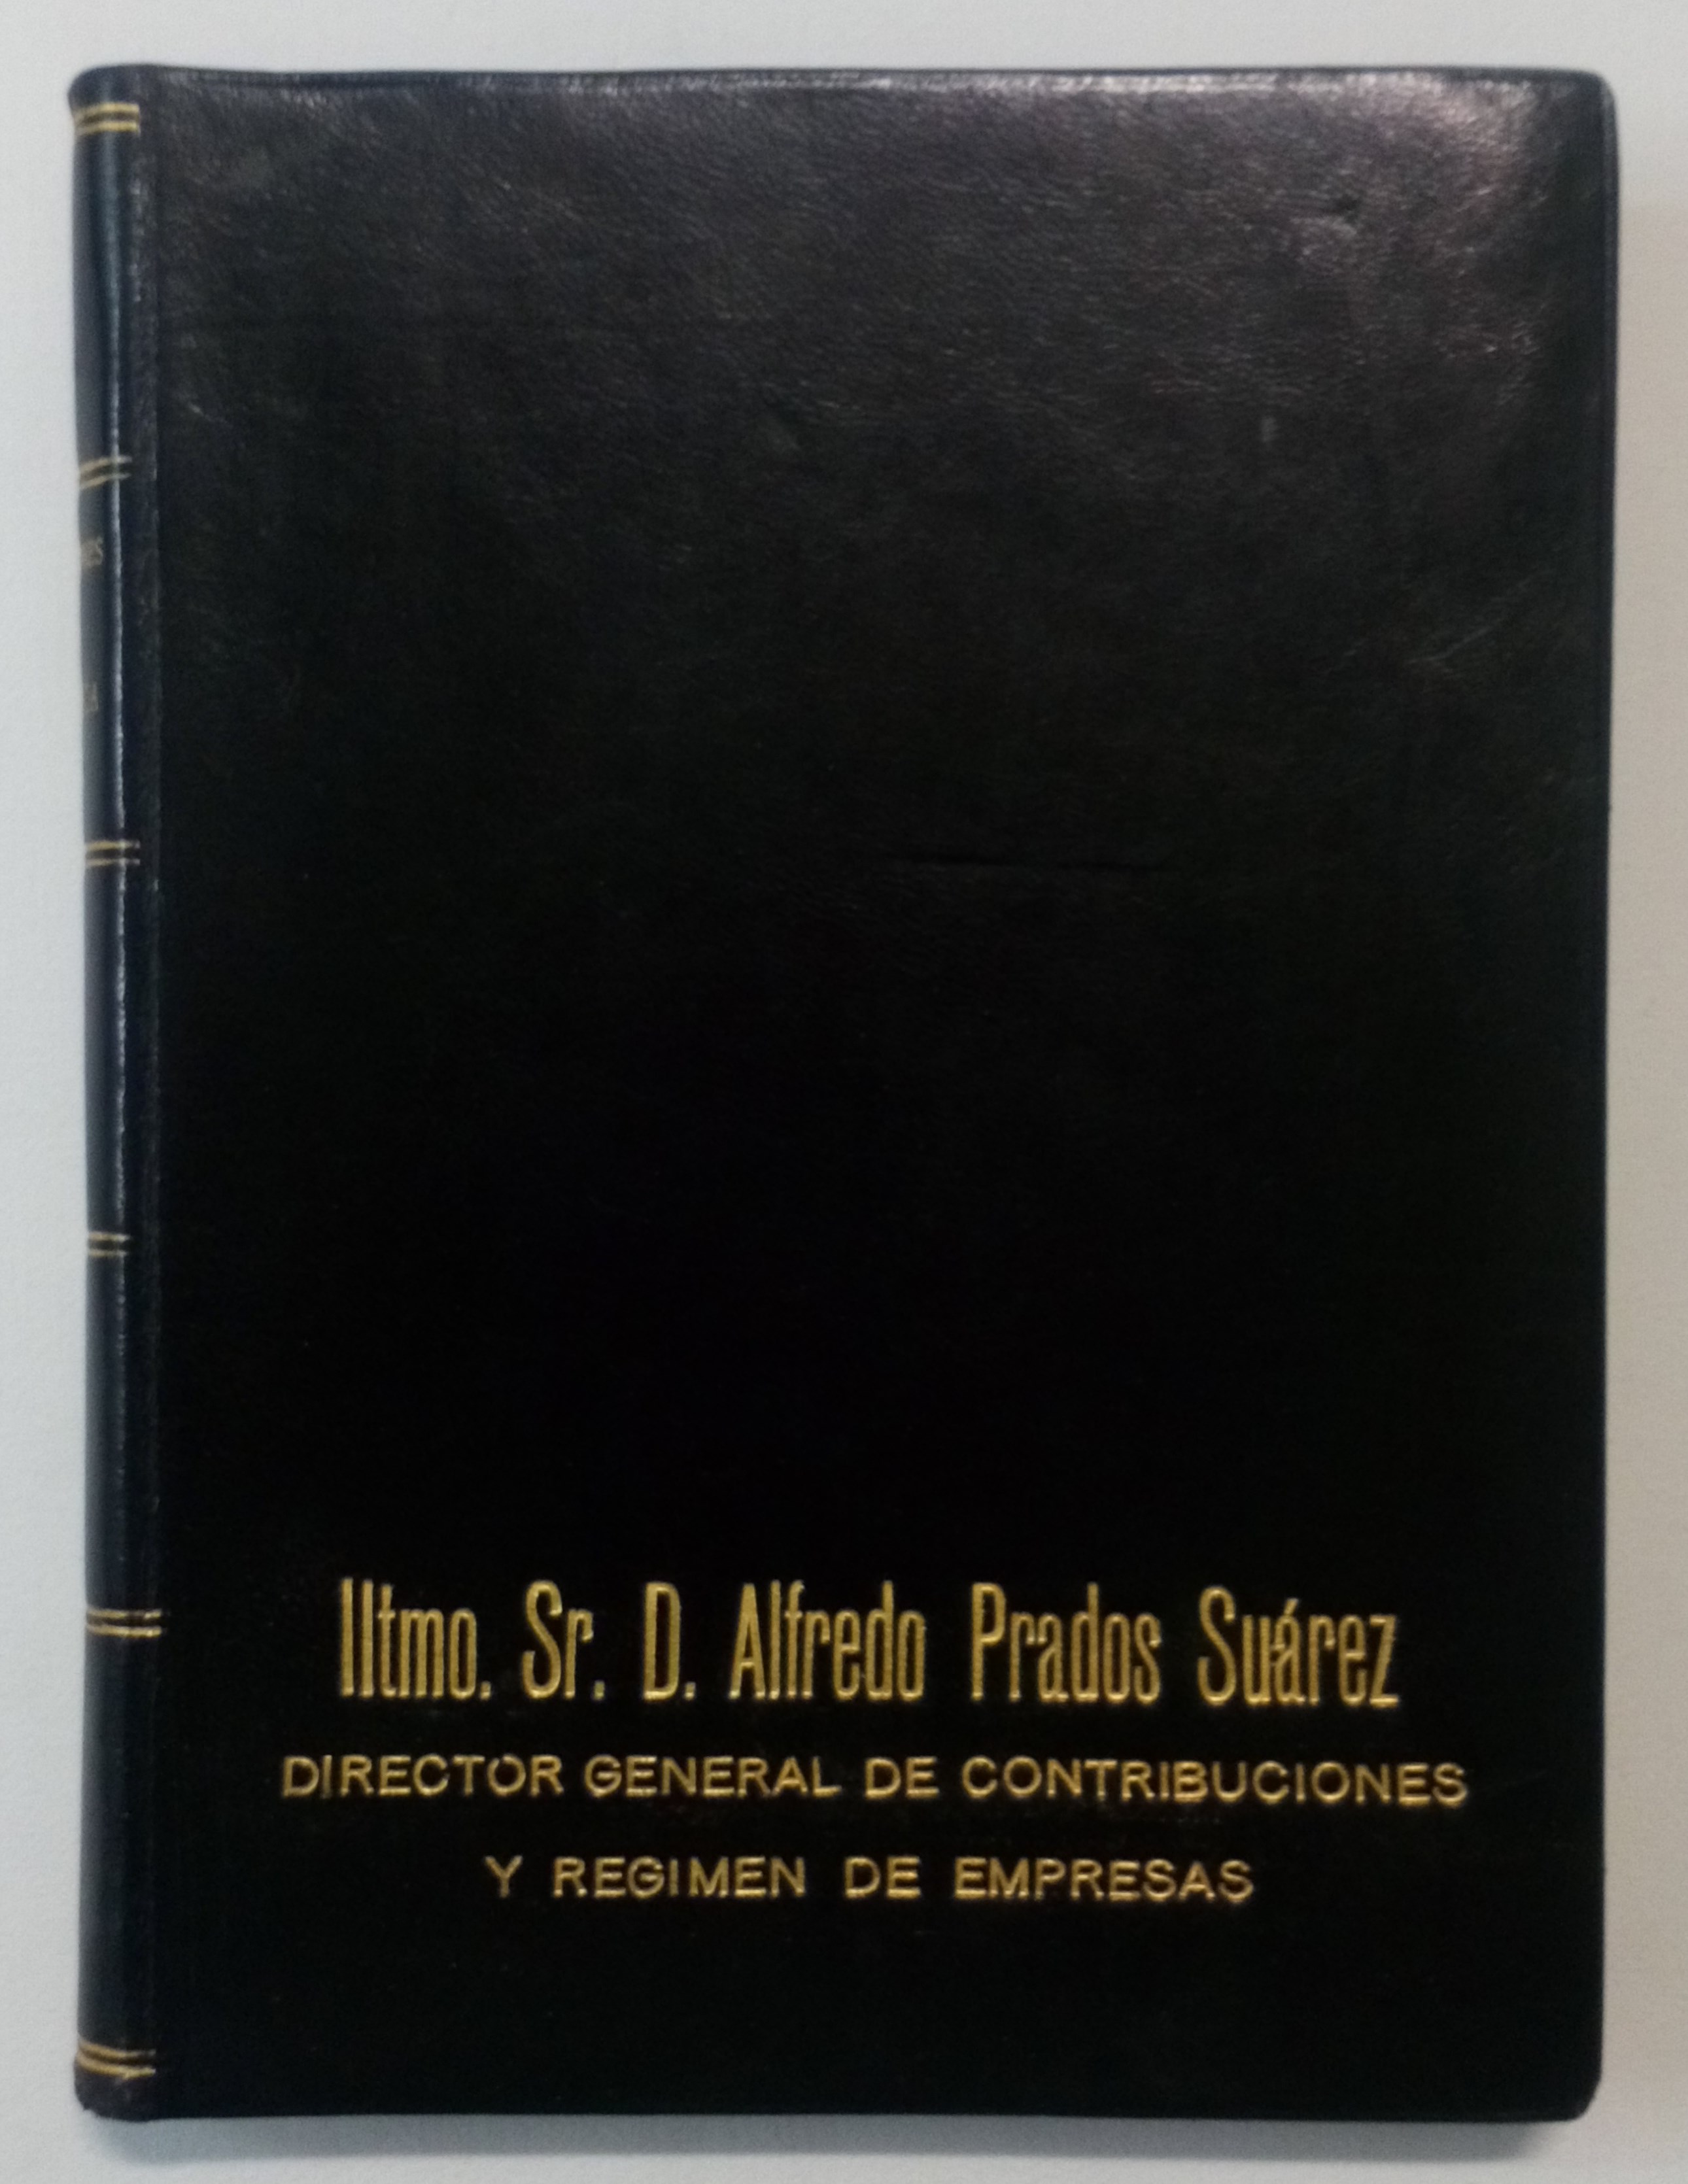 Iltmo. Sr. D. Alfredo Prados Suárez
DIRECTOR GENERAL DE CONTRIBUCIONES
Y REGIMEN DE EMPRESAS